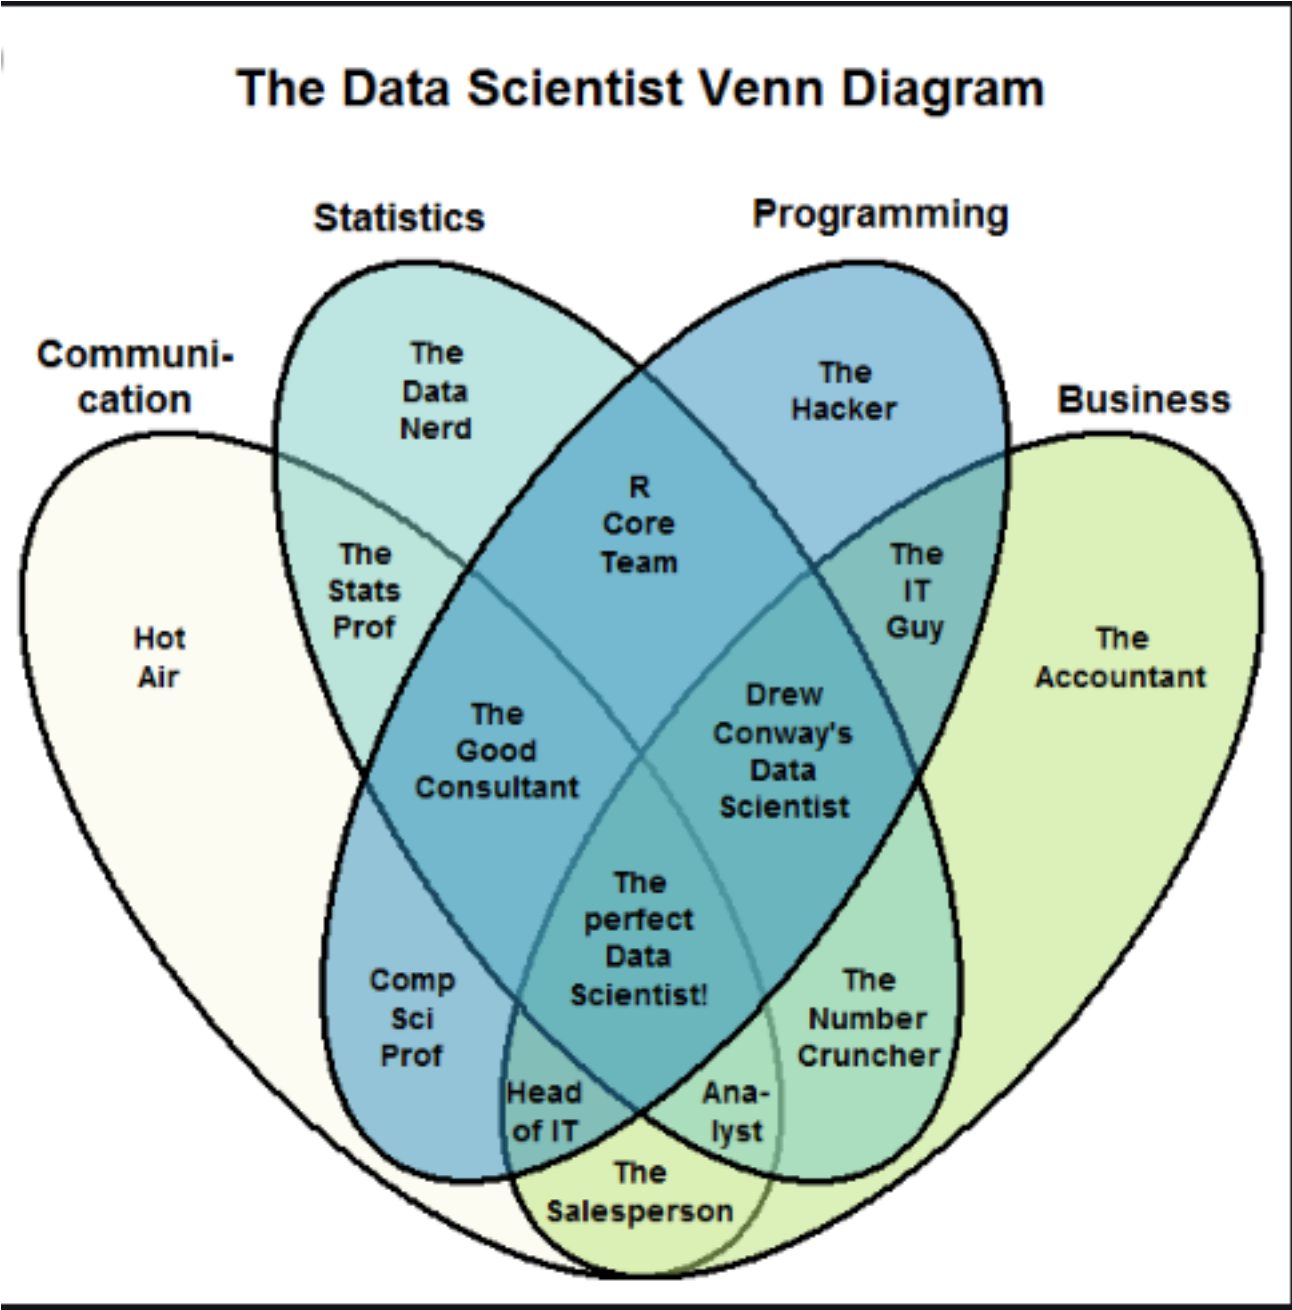 The Data Scientist Venn Diagram
Statistics
Programming
Communi-
cation
Business
The
Data
Nerd
The
Hacker
R
Core
Team
The
Stats
Prof
The
IT
Guy
Hot
Air
The
Accountant
The
Good
Consultant
Drew
Conway's
Data
Scientist
The
perfect
Data
Scientist!
Comp
Sci
Prof
The
Number
Cruncher
Head
of IT
Ana-
lyst
The
Salesperson